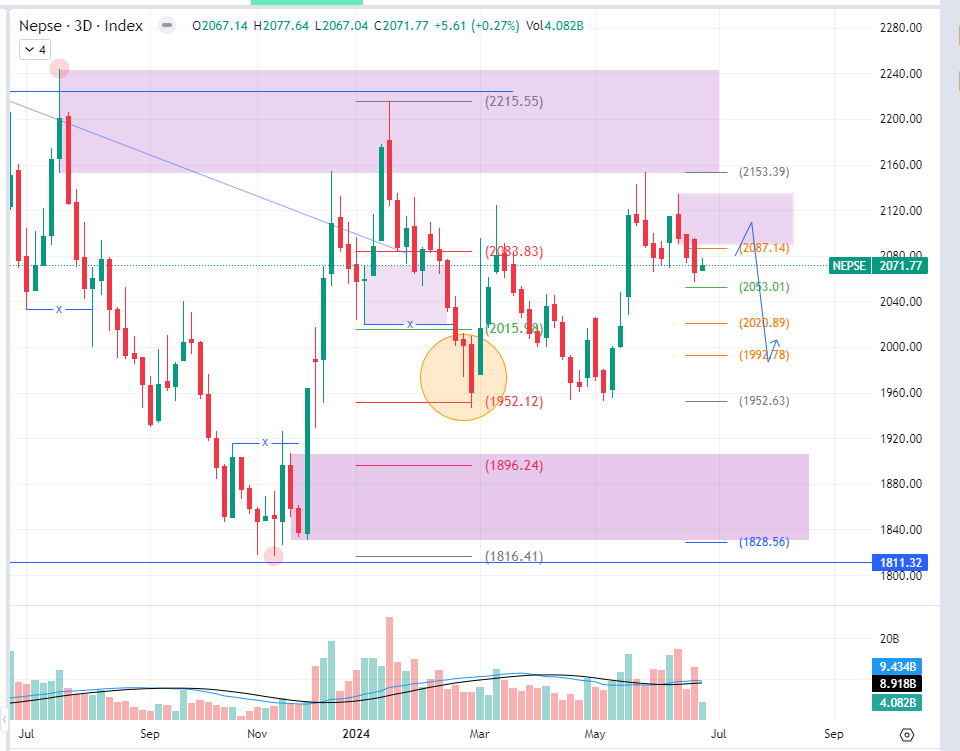 Nepse · 3D · Index O2067.14 H2077.64 L2067.04 C2071.77 +5.61 (+0.27%) Vol4.082B
4
2280.00
2240.00
(2215.55)
2200.00
2160.00
(2153.39)
2120.00
(2083.83)
(2087.14)
2080.00
NEPSE 2071.77
(2053.01)
2040.00
x
x
(2015.98)
(2020.89)
2000.00
(1992.78)
1960.00
(1952.12)
(1952.63)
1920.00
x
(1896.24)
1880.00
1840.00
(1828.56)
(1816.41)
1811.32
1800.00
20B
9.434B
8.918B
4.082B
Jul Sep Nov 2024 Mar May Jul Sep